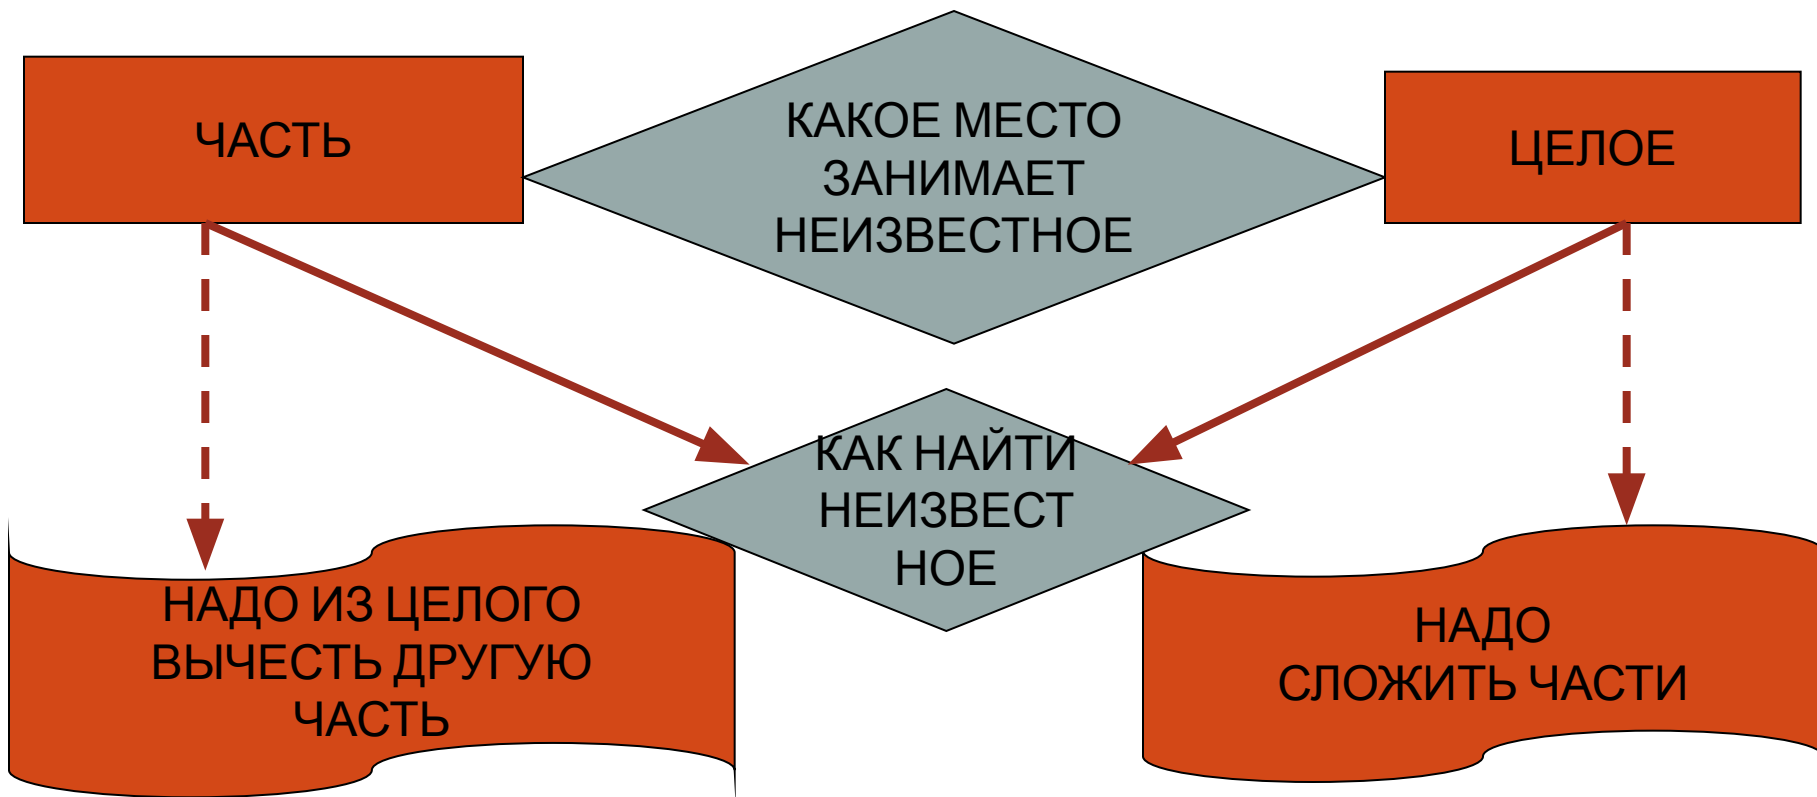 ЧАСТЬ
КАКОЕ МЕСТО
ЗАНИМАЕТ
НЕИЗВЕСТНОЕ
ЦЕЛОЕ
КАК НАЙТИ
НЕИЗВЕСТ
НОЕ
НАДО ИЗ ЦЕЛОГО
ВЫЧЕСТЬ ДРУГУЮ
ЧАСТЬ
НАДО
СЛОЖИТЬ ЧАСТИ